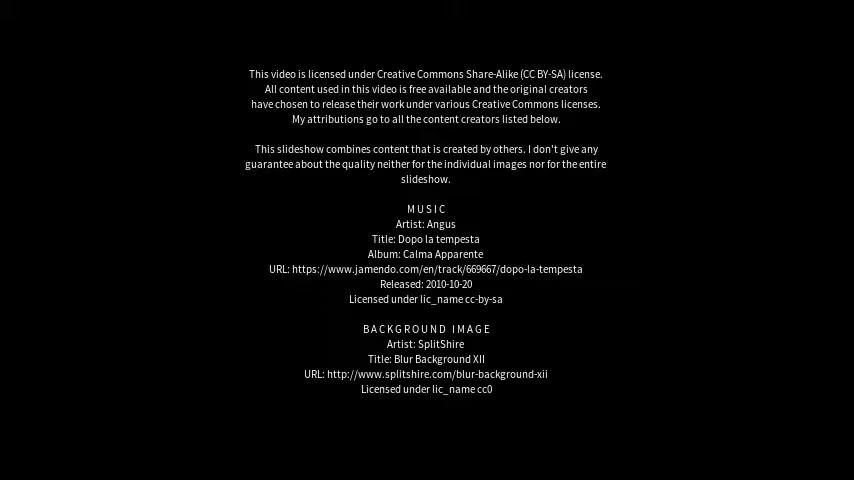 This video is licensed under Creative Commons Share-Alike (CC BY-SA) license.
All content used in this video is free available and the original creators
have chosen to release their work under various Creative Commons licenses.
My attributions go to all the content creators listed below.
This slideshow combines content that is created by others. I don't give any
guarantee about the quality neither for the individual images nor for the entire
slideshow.
MUSIC
Artist: Angus
Title: Dopo la tempesta
Album: Calma Apparente
URL: https://www.jamendo.com/en/track/669667/dopo-la-tempesta
Released: 2010-10-20
Licensed under lic_name cc-by-sa
BACKGROUND IMAGE
Artist: SplitShire
Title: Blur Background XII
URL: http://www.splitshire.com/blur-background-xii
Licensed under lic_name cc0